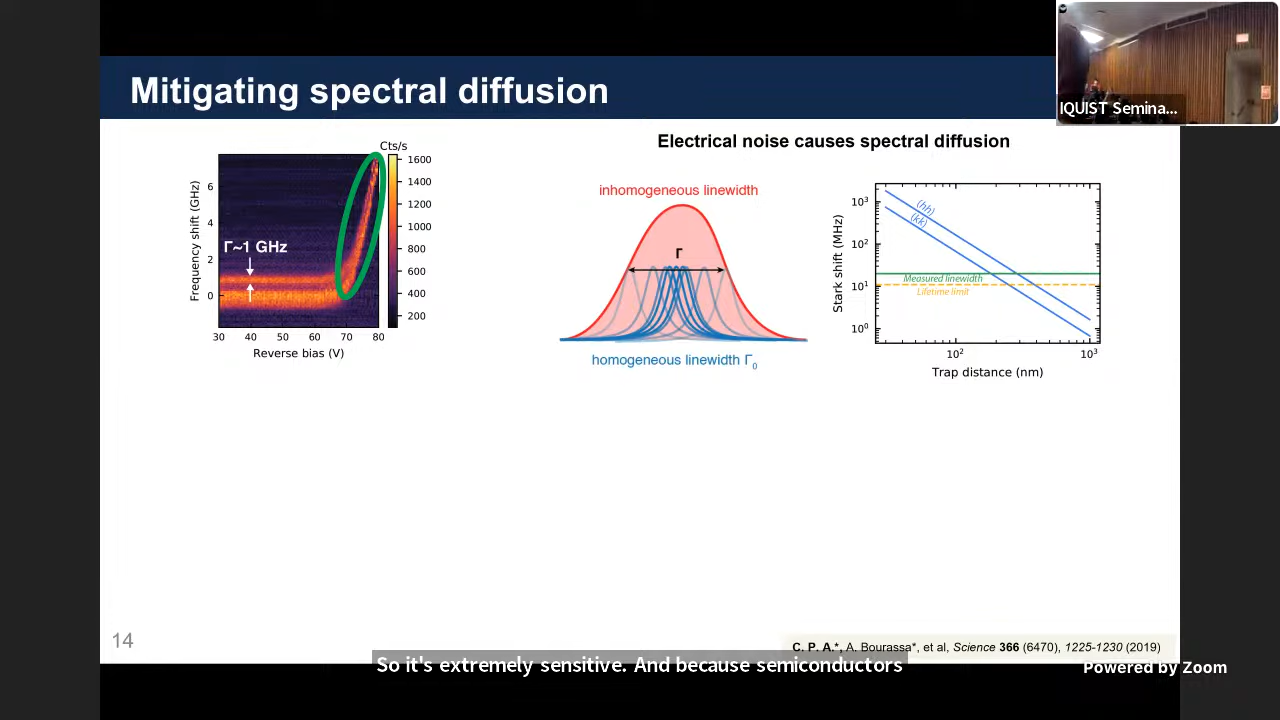 Mitigating spectral diffusion
IQUIST Semina...
Electrical noise causes spectral diffusion
Cts/s
Frequency shift (GHz)
6
4
2
0
Γ~1 GHz
30 40 50 60 70 80
Reverse bias (V)
1600
1400
1200
1000
800
600
400
200
inhomogeneous linewidth
Γ
homogeneous linewidth Γ0
Stark shift (MHz)
10³
10²
10¹
10⁰
(hh)
(kk)
Measured linewidth
Lifetime limit
10² 10³
Trap distance (nm)
14
C. P. A.*, A. Bourassa*, et al, Science 366 (6470), 1225-1230 (2019)
So it's extremely sensitive. And because semiconductors
Powered by Zoom